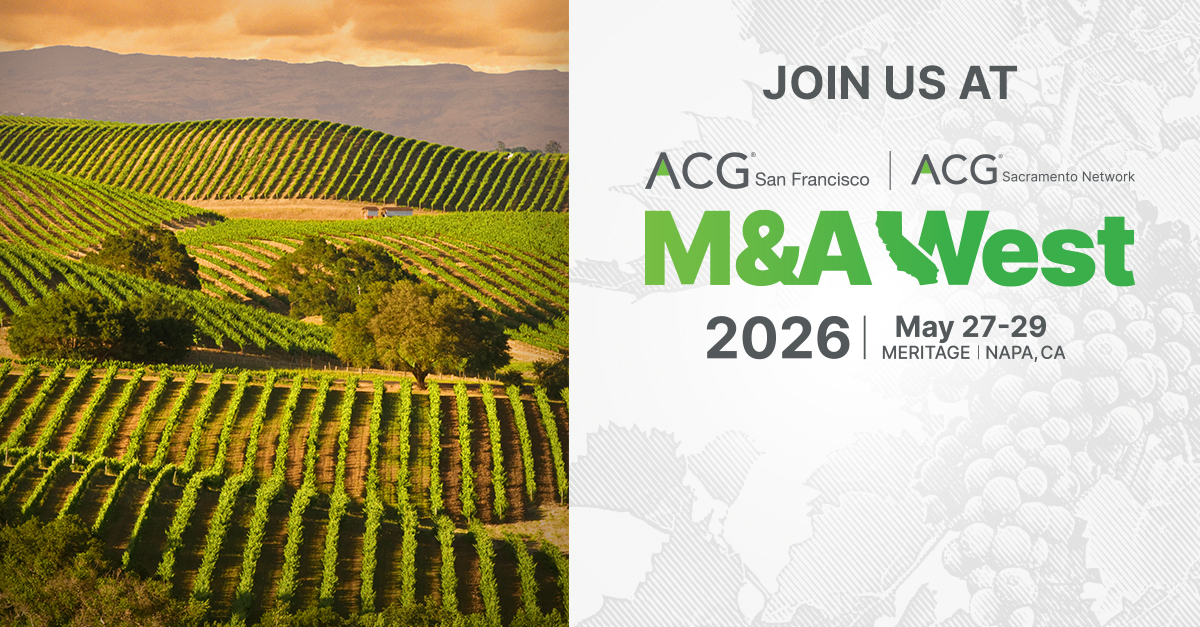 JOIN US AT
ACG® San Francisco | ACG® Sacramento Network
M&A West
2026 | May 27-29
MERITAGE | NAPA, CA